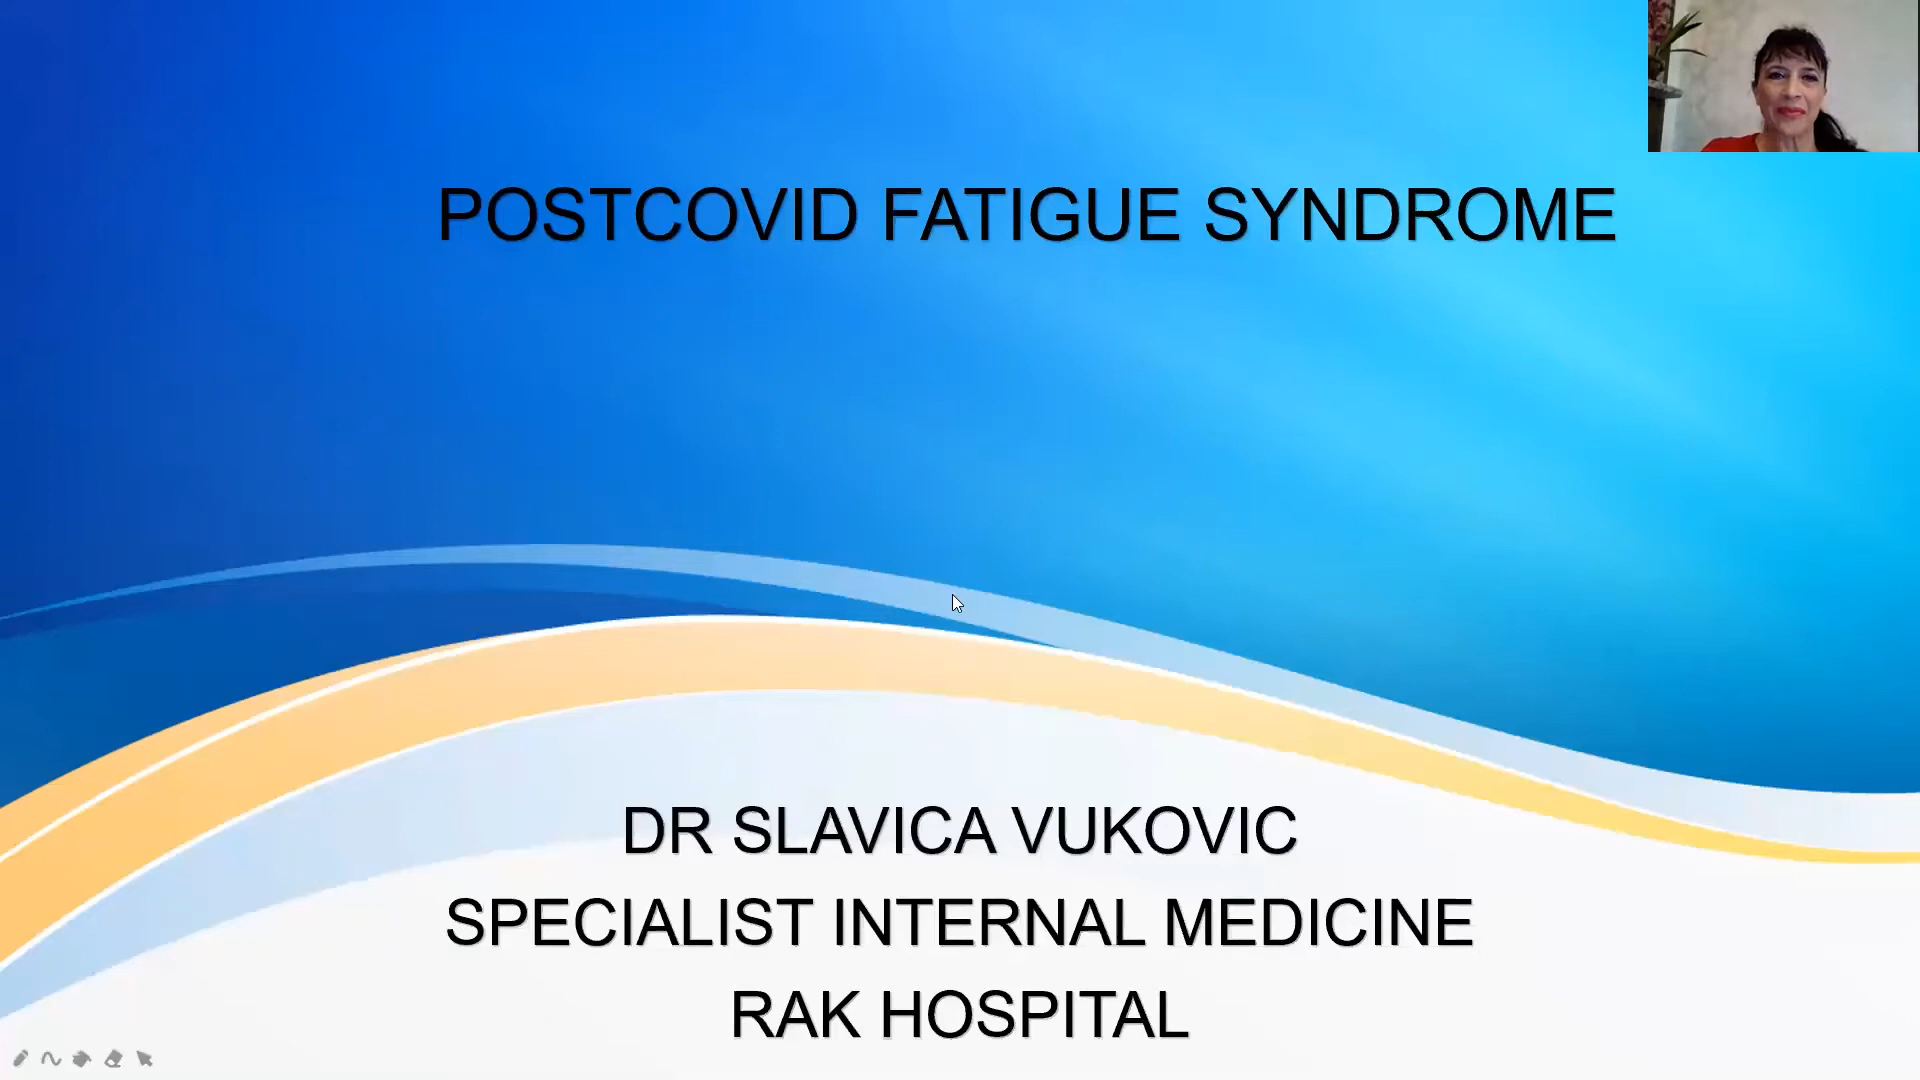 POSTCOVID FATIGUE SYNDROME
DR SLAVICA VUKOVIC
SPECIALIST INTERNAL MEDICINE
RAK HOSPITAL